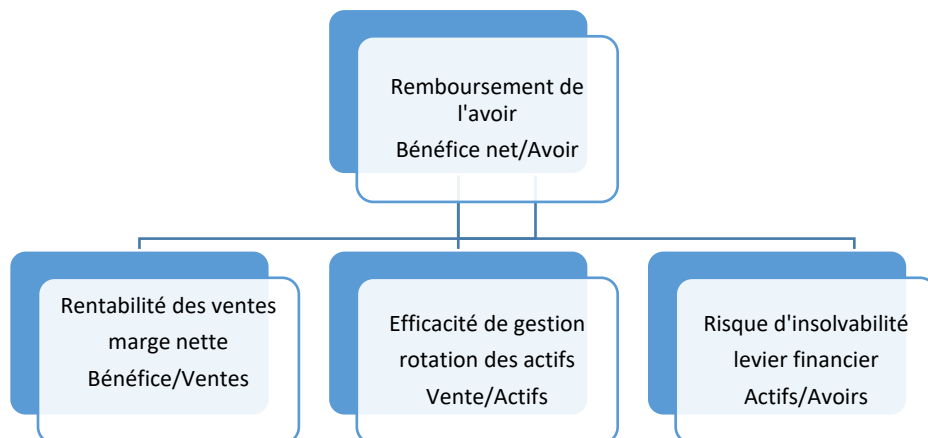 Remboursement de
l'avoir
Bénéfice net/Avoir
Rentabilité des ventes
marge nette
Bénéfice/Ventes
Efficacité de gestion
rotation des actifs
Vente/Actifs
Risque d'insolvabilité
levier financier
Actifs/Avoirs